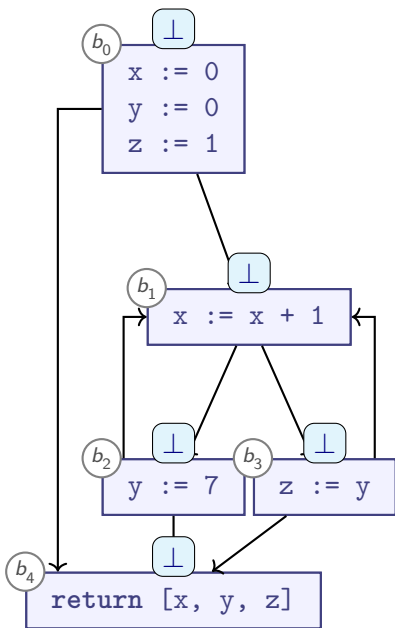 ⊥
b₀
x := 0
y := 0
z := 1
⊥
b₁
x := x + 1
⊥
b₂
y := 7
⊥
b₃
z := y
⊥
b₄
return [x, y, z]